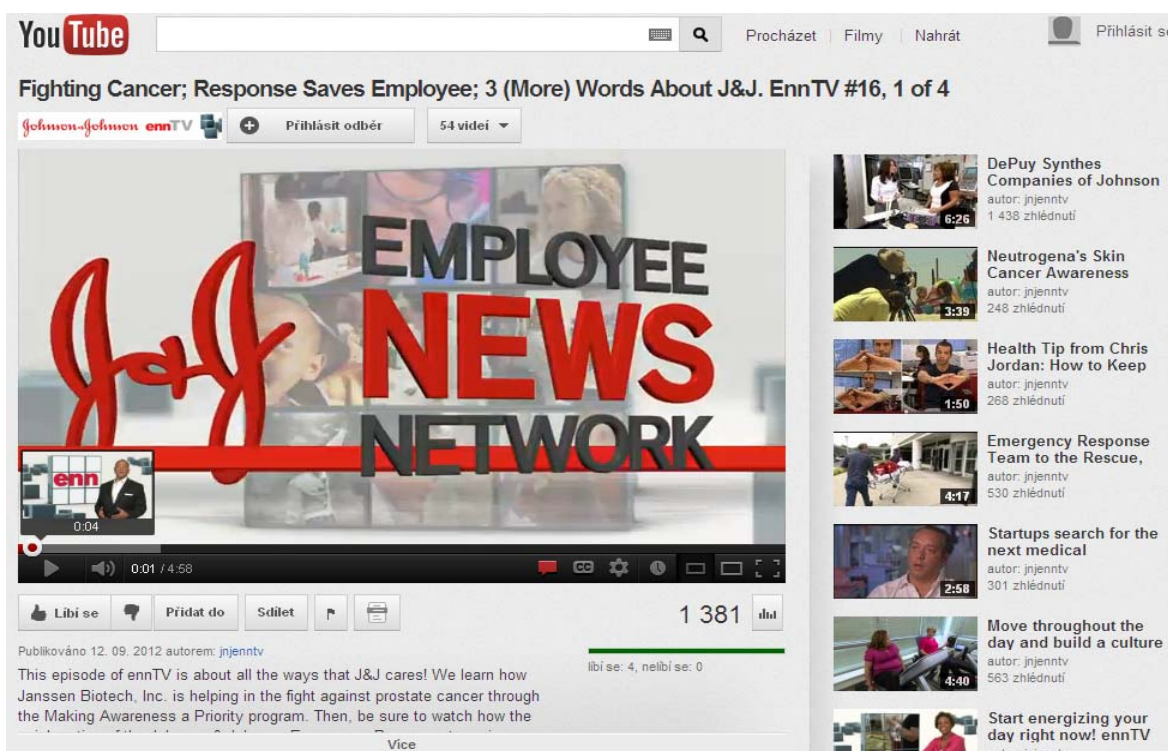 YouTube
Procházet
Filmy
Nahrát
Přihlásit se
Fighting Cancer; Response Saves Employee; 3 (More) Words About J&J. EnnTV #16, 1 of 4
Johnson&Johnson ennTV
Přihlásit odběr
54 videí
J&J
EMPLOYEE
NEWS
NETWORK
enn
0:04
0:01 / 4:58
CC
Libí se
Přidat do
Sdílet
1 381
Publikováno 12. 09. 2012 autorem: jnjenntv
líbí se: 4, nelíbí se: 0
This episode of ennTV is about all the ways that J&J cares! We learn how
Janssen Biotech, Inc. is helping in the fight against prostate cancer through
the Making Awareness a Priority program. Then, be sure to watch how the
Více
6:26
DePuy Synthes
Companies of Johnson
autor: jnjenntv
1 438 zhlédnutí
3:39
Neutrogena's Skin
Cancer Awareness
autor: jnjenntv
248 zhlédnutí
1:50
Health Tip from Chris
Jordan: How to Keep
autor: jnjenntv
268 zhlédnutí
4:17
Emergency Response
Team to the Rescue,
autor: jnjenntv
530 zhlédnutí
2:58
Startups search for the
next medical
autor: jnjenntv
301 zhlédnutí
4:40
Move throughout the
day and build a culture
autor: jnjenntv
563 zhlédnutí
Start energizing your
day right now! ennTV